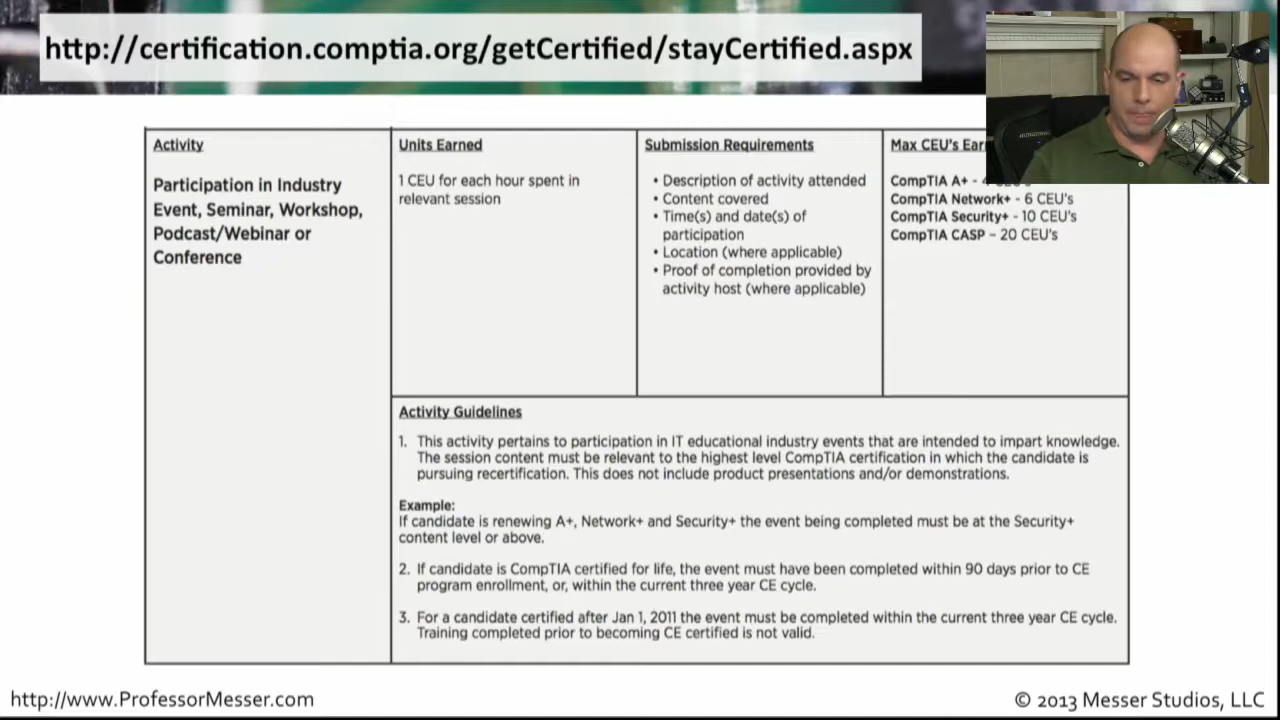 http://certification.comptia.org/getCertified/stayCertified.aspx
Activity
Participation in Industry
Event, Seminar, Workshop,
Podcast/Webinar or
Conference
Units Earned
1 CEU for each hour spent in
relevant session
Submission Requirements
• Description of activity attended
• Content covered
• Time(s) and date(s) of
participation
• Location (where applicable)
• Proof of completion provided by
activity host (where applicable)
Max CEU's
CompTIA A+ -
CompTIA Network+ - 6 CEU's
CompTIA Security+ - 10 CEU's
CompTIA CASP – 20 CEU's
Activity Guidelines
1. This activity pertains to participation in IT educational industry events that are intended to impart knowledge.
The session content must be relevant to the highest level CompTIA certification in which the candidate is
pursuing recertification. This does not include product presentations and/or demonstrations.
Example:
If candidate is renewing A+, Network+ and Security+ the event being completed must be at the Security+
content level or above.
2. If candidate is CompTIA certified for life, the event must have been completed within 90 days prior to CE
program enrollment, or, within the current three year CE cycle.
3. For a candidate certified after Jan 1, 2011 the event must be completed within the current three year CE cycle.
Training completed prior to becoming CE certified is not valid.
http://www.ProfessorMesser.com
© 2013 Messer Studios, LLC